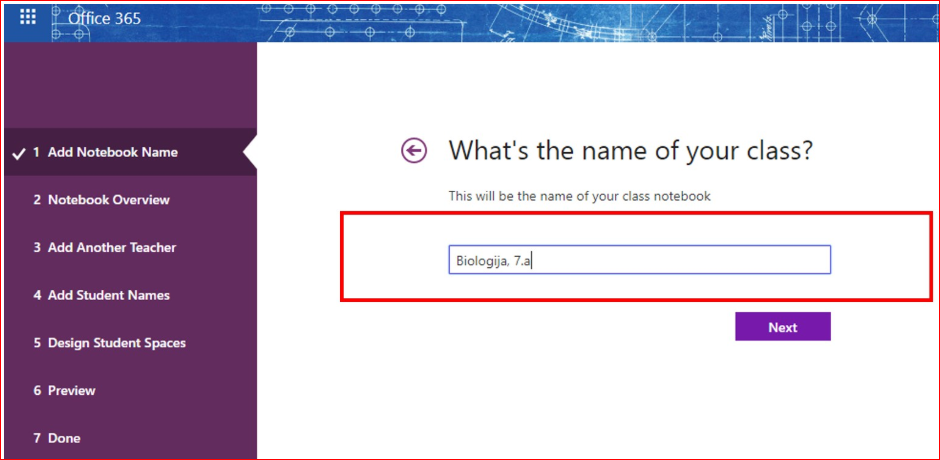 Office 365
1 Add Notebook Name
2 Notebook Overview
3 Add Another Teacher
4 Add Student Names
5 Design Student Spaces
6 Preview
7 Done
What's the name of your class?
This will be the name of your class notebook
Biologija, 7.a
Next